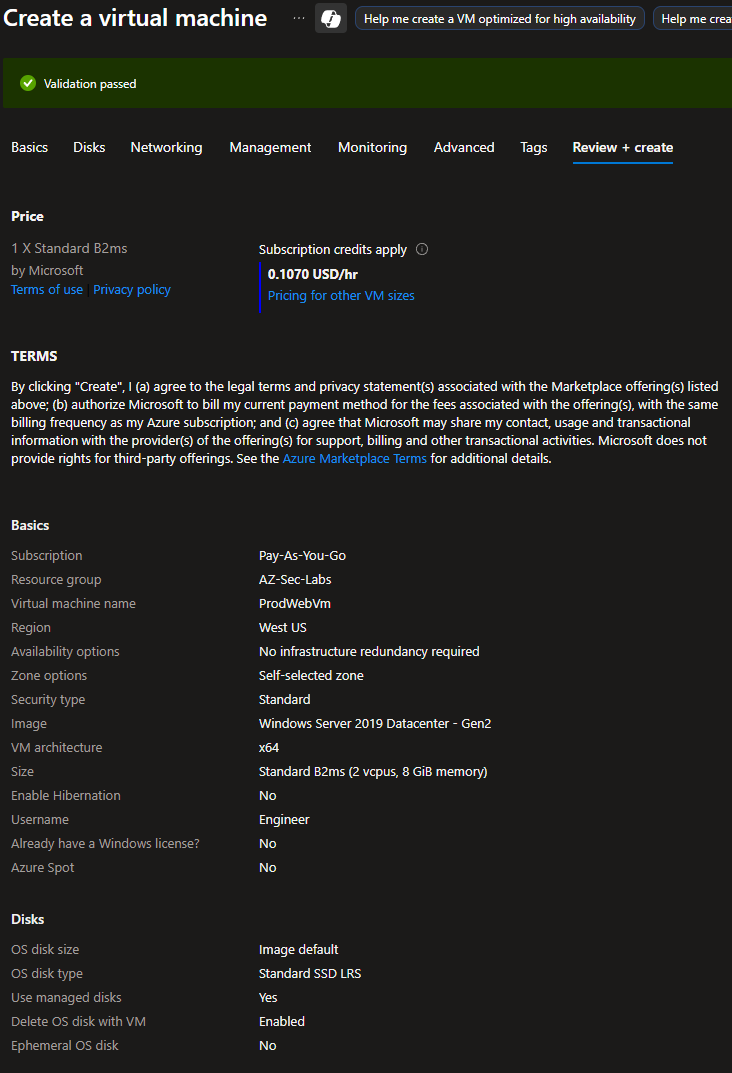 Create a virtual machine ... Help me create a VM optimized for high availability Help me crea
Validation passed
Basics Disks Networking Management Monitoring Advanced Tags Review + create
Price
1 X Standard B2ms Subscription credits apply
by Microsoft 0.1070 USD/hr
Terms of use | Privacy policy Pricing for other VM sizes
TERMS
By clicking "Create", I (a) agree to the legal terms and privacy statement(s) associated with the Marketplace offering(s) listed
above; (b) authorize Microsoft to bill my current payment method for the fees associated with the offering(s), with the same
billing frequency as my Azure subscription; and (c) agree that Microsoft may share my contact, usage and transactional
information with the provider(s) of the offering(s) for support, billing and other transactional activities. Microsoft does not
provide rights for third-party offerings. See the Azure Marketplace Terms for additional details.
Basics
Subscription Pay-As-You-Go
Resource group AZ-Sec-Labs
Virtual machine name ProdWebVm
Region West US
Availability options No infrastructure redundancy required
Zone options Self-selected zone
Security type Standard
Image Windows Server 2019 Datacenter - Gen2
VM architecture x64
Size Standard B2ms (2 vcpus, 8 GiB memory)
Enable Hibernation No
Username Engineer
Already have a Windows license? No
Azure Spot No
Disks
OS disk size Image default
OS disk type Standard SSD LRS
Use managed disks Yes
Delete OS disk with VM Enabled
Ephemeral OS disk No